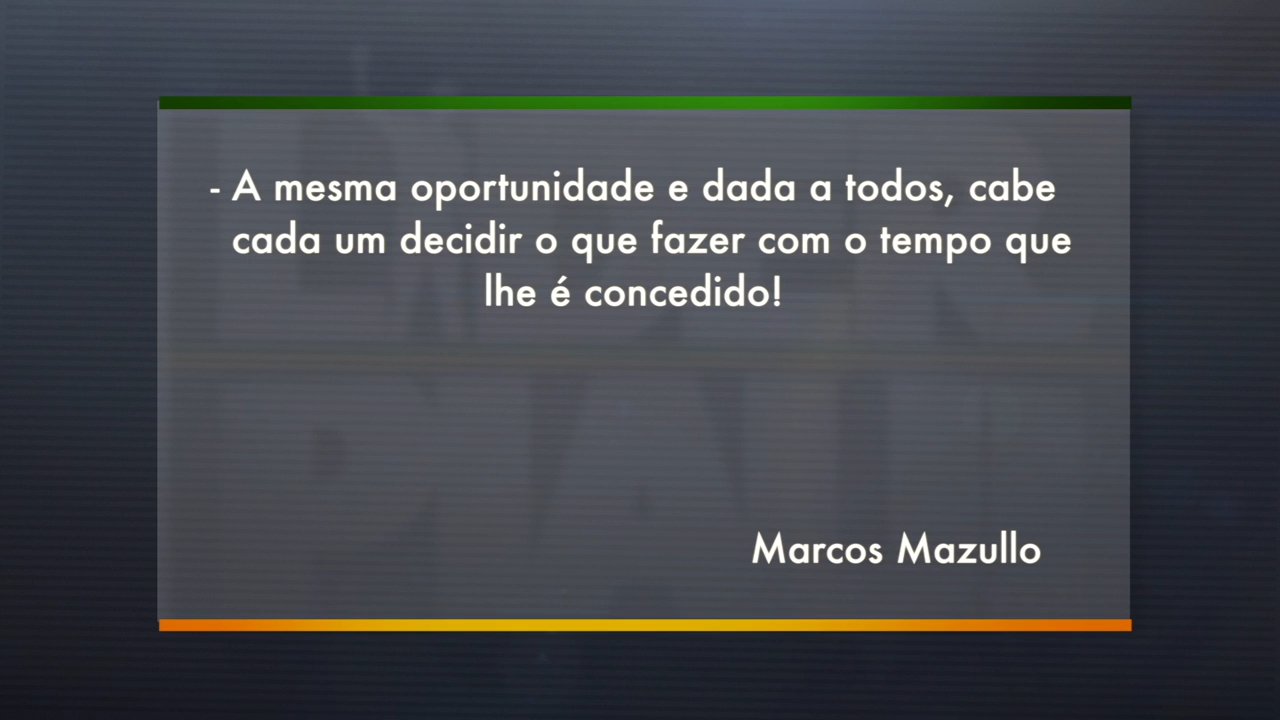 - A mesma oportunidade e dada a todos, cabe
cada um decidir o que fazer com o tempo que
lhe é concedido!
Marcos Mazullo